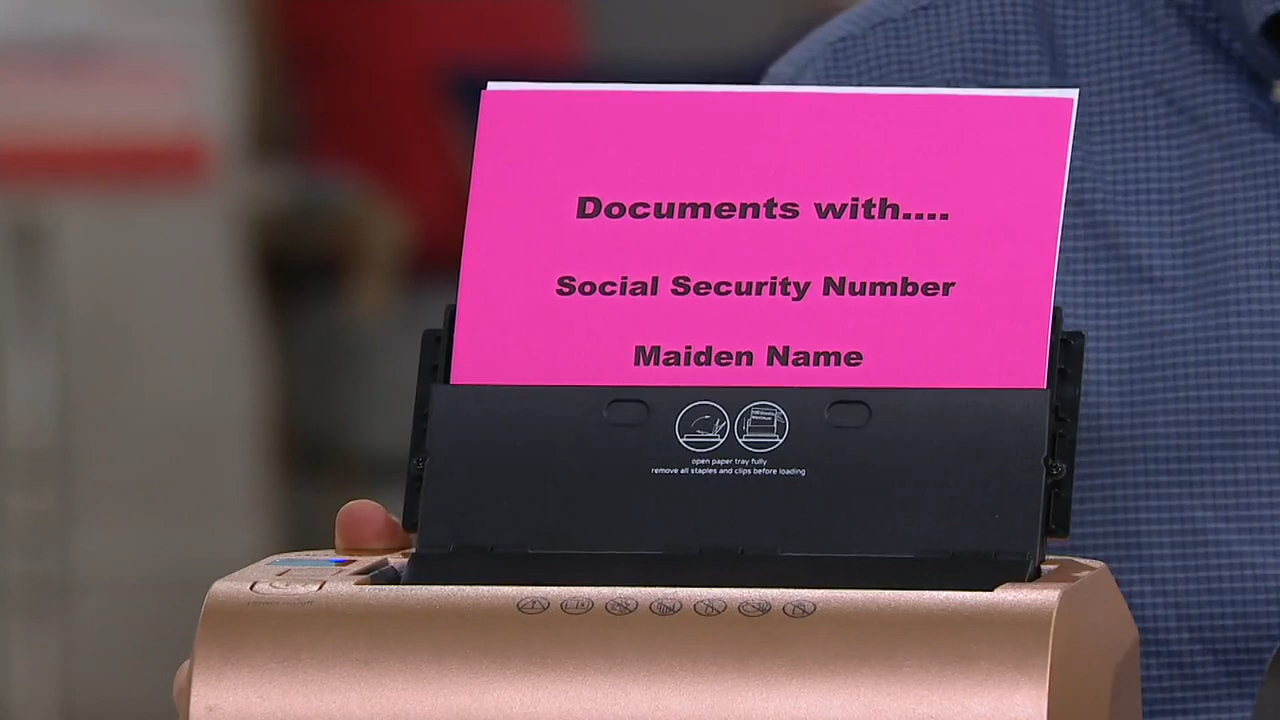 Documents with....
Social Security Number
Maiden Name
open paper tray fully
remove all staples and clips before loading